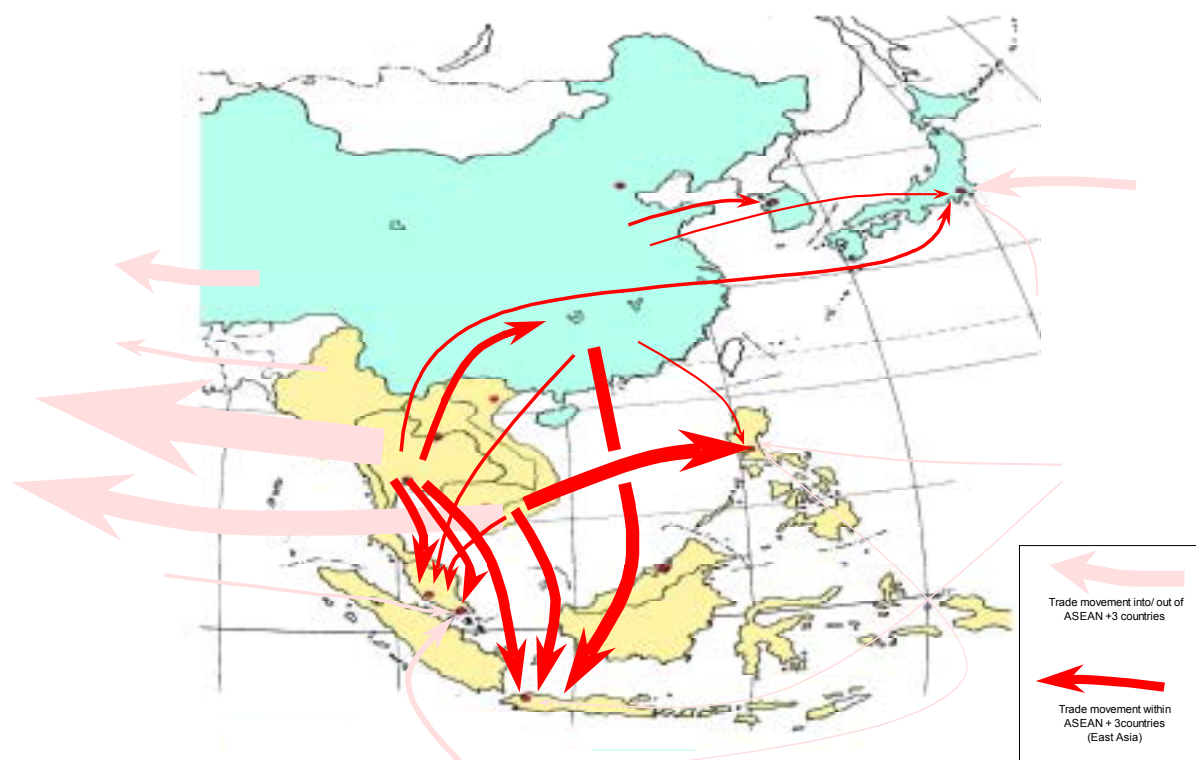 Trade movement into/ out of
ASEAN +3 countries
Trade movement within
ASEAN + 3countries
(East Asia)